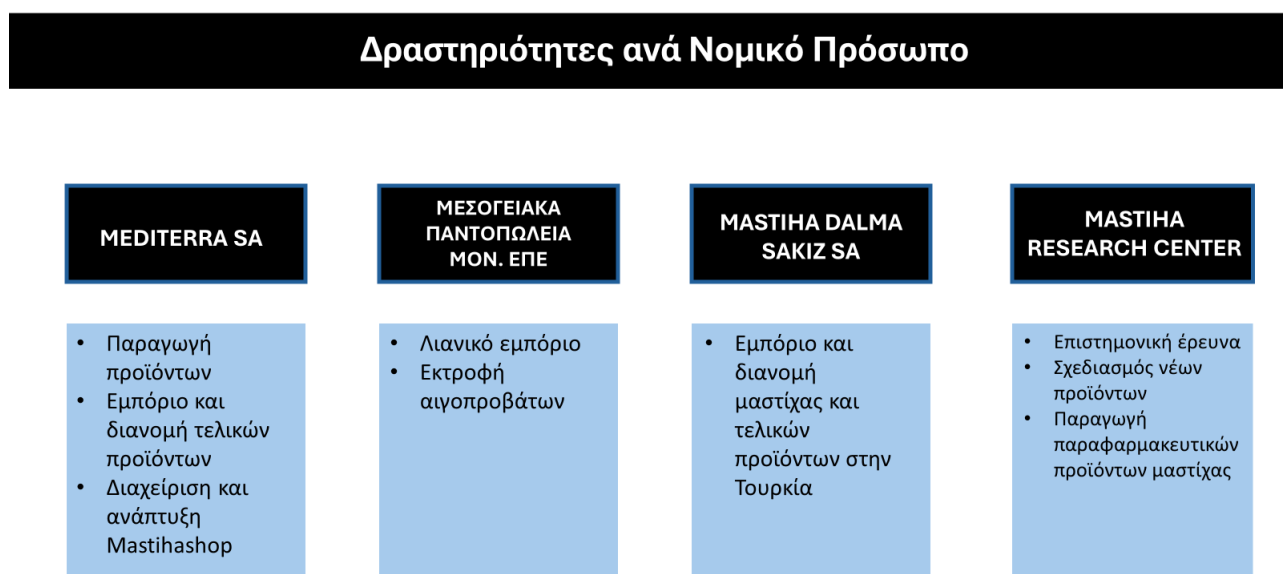 Δραστηριότητες ανά Νομικό Πρόσωπο
MEDITERRA SA
• Παραγωγή
προϊόντων
• Εμπόριο και
διανομή τελικών
προϊόντων
• Διαχείριση και
ανάπτυξη
Mastihashop
ΜΕΣΟΓΕΙΑΚΑ
ΠΑΝΤΟΠΩΛΕΙΑ
ΜΟΝ. ΕΠΕ
• Λιανικό εμπόριο
• Εκτροφή
αιγοπροβάτων
MASTIHA DALMA
SAKIZ SA
• Εμπόριο και
διανομή
μαστίχας και
τελικών
προϊόντων στην
Τουρκία
MASTIHA
RESEARCH CENTER
• Επιστημονική έρευνα
• Σχεδιασμός νέων
προϊόντων
• Παραγωγή
παραφαρμακευτικών
προϊόντων μαστίχας